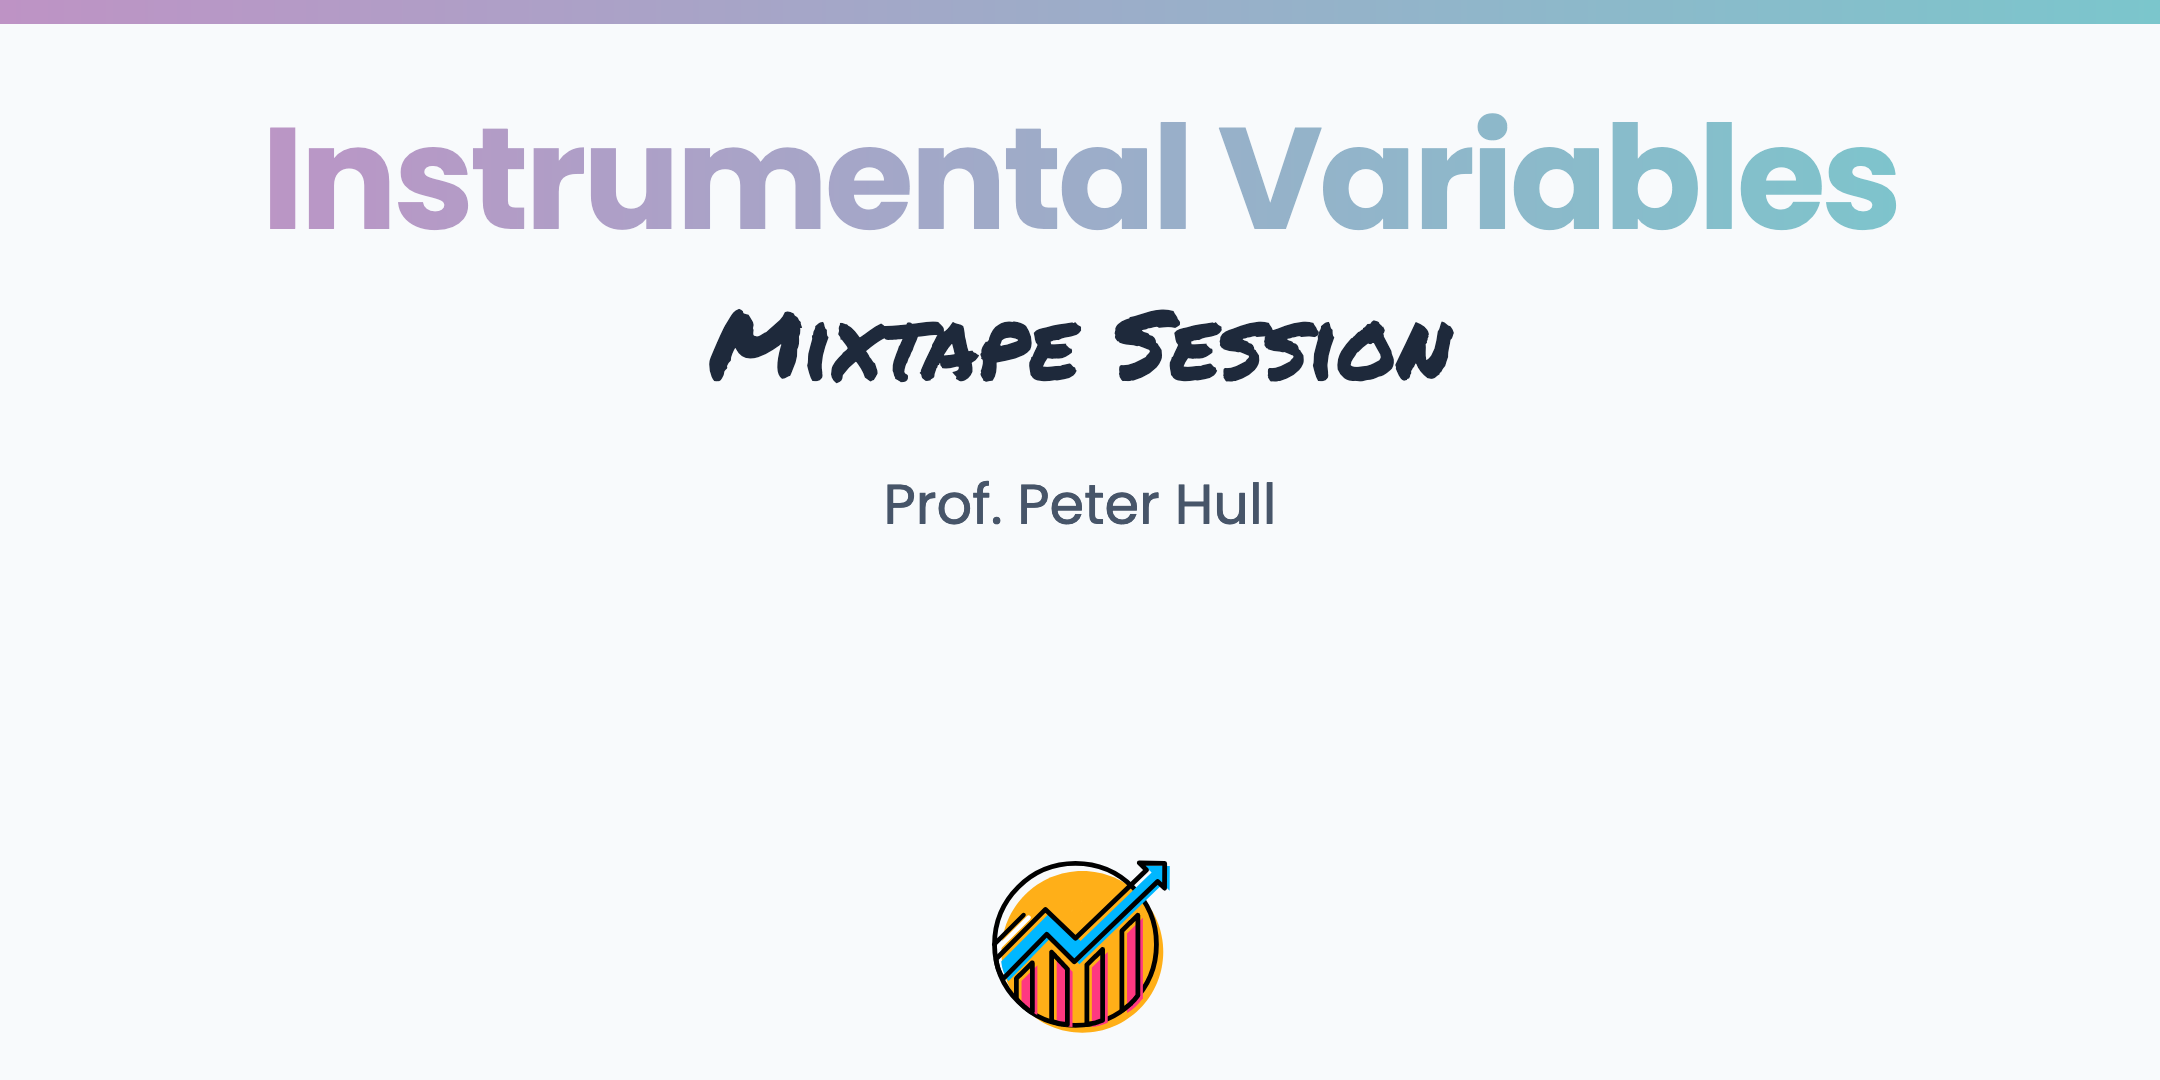 Instrumental Variables
Mixtape Session
Prof. Peter Hull